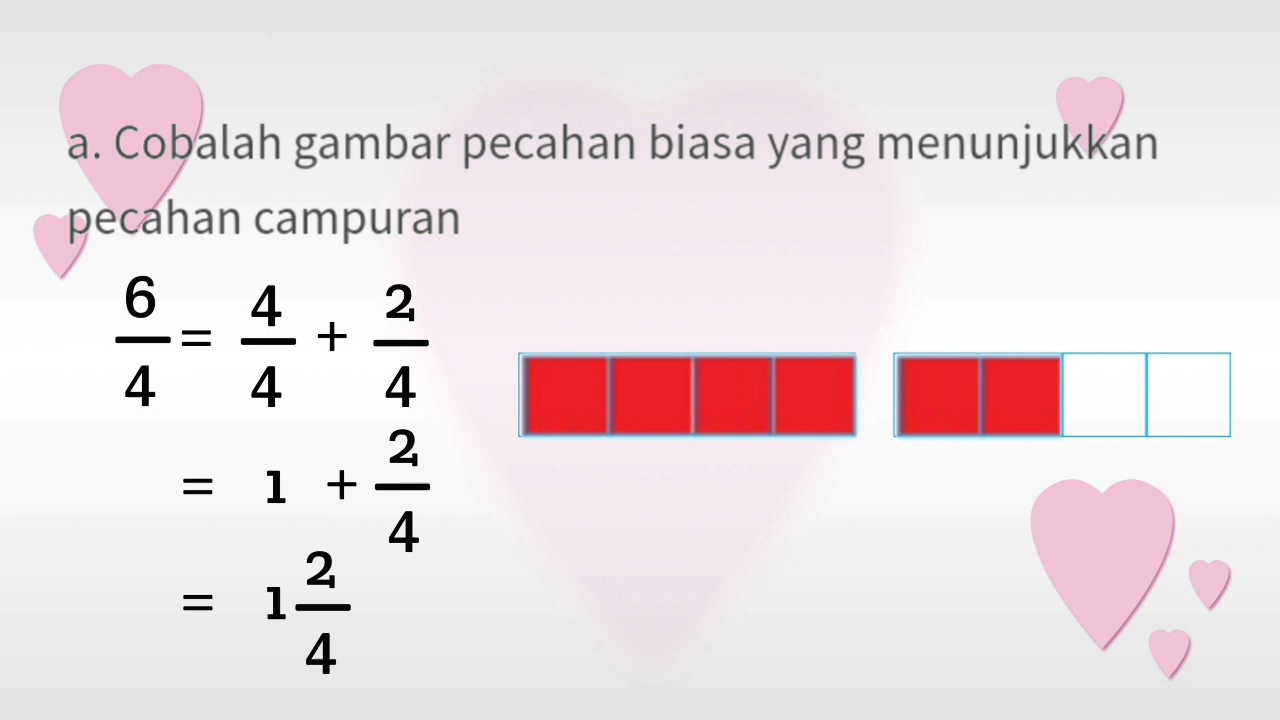 a. Cobalah gambar pecahan biasa yang menunjukkan
pecahan campuran
6/4 = 4/4 + 2/4
= 1 + 2/4
= 1 2/4